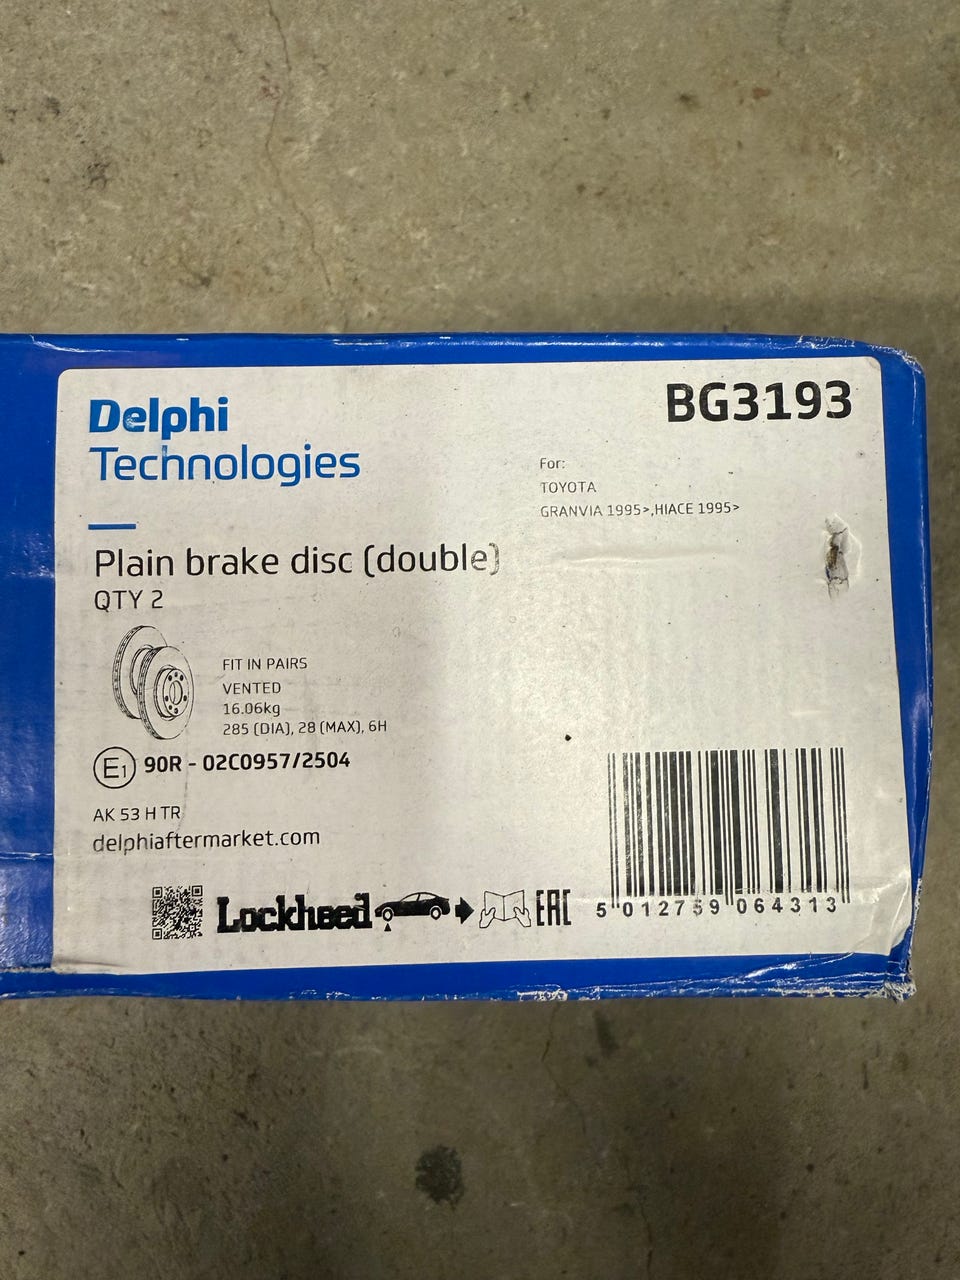 Delphi
Technologies
BG3193
For:
TOYOTA
GRANVIA 1995>,HIACE 1995>
Plain brake disc (double)
QTY 2
FIT IN PAIRS
VENTED
16.06kg
285 (DIA), 28 (MAX), 6H
E1 90R - 02C0957/2504
AK 53 H TR
delphiaftermarket.com
Lockheed
EAC
5 012759 064313